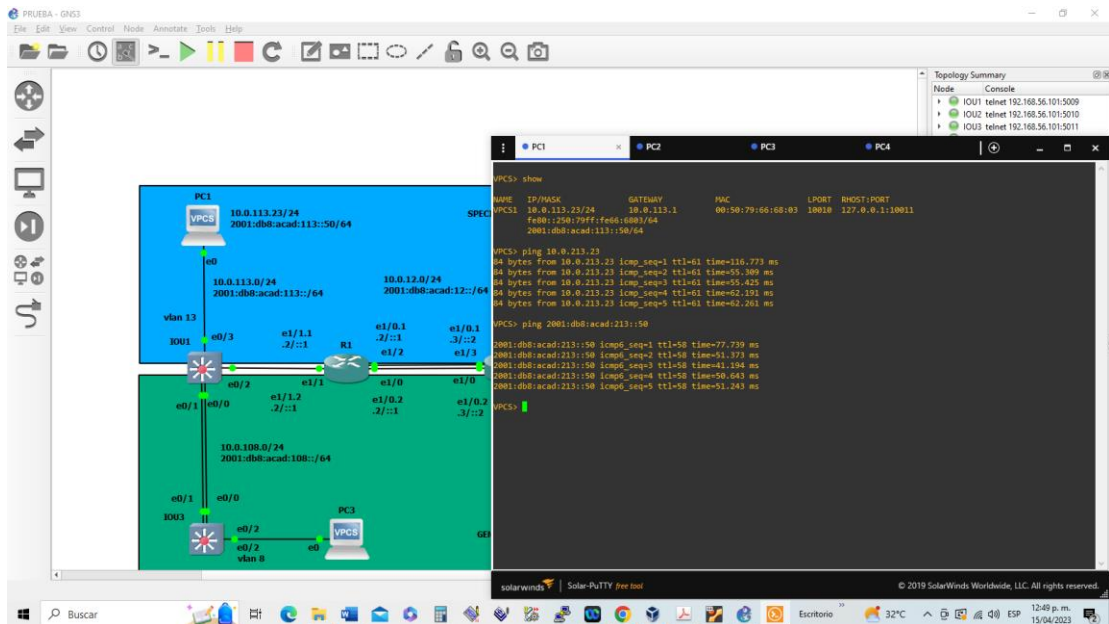 PRUEBA - GNS3
File Edit View Control Node Annotate Tools Help
Topology Summary
Node Console
IOU1 telnet 192.168.56.101:5009
IOU2 telnet 192.168.56.101:5010
IOU3 telnet 192.168.56.101:5011
PC1
VPCS
10.0.113.23/24
2001:db8:acad:113::50/64
SPECI
e0
10.0.113.0/24
2001:db8:acad:113::/64
10.0.12.0/24
2001:db8:acad:12::/64
vlan 13
IOU1
e0/3
e1/1.1
.2/::1
R1
e1/0.1
.2/::1
e1/2
e1/0.1
.3/::2
e1/3
e0/2
e1/1
e1/0
e1/0
e0/1
e0/0
e1/1.2
.2/::1
e1/0.2
.2/::1
e1/0.2
.3/::2
10.0.108.0/24
2001:db8:acad:108::/64
e0/1
e0/0
IOU3
PC3
VPCS
e0/2
e0/2
vlan 8
e0
GEI
PC1 PC2 PC3 PC4
VPCS> show
NAME IP/MASK GATEWAY MAC LPORT RHOST:PORT
VPCS1 10.0.113.23/24 10.0.113.1 00:50:79:66:68:03 10010 127.0.0.1:10011
fe80::250:79ff:fe66:6803/64
2001:db8:acad:113::50/64
VPCS> ping 10.0.213.23
84 bytes from 10.0.213.23 icmp_seq=1 ttl=61 time=116.773 ms
84 bytes from 10.0.213.23 icmp_seq=2 ttl=61 time=55.309 ms
84 bytes from 10.0.213.23 icmp_seq=3 ttl=61 time=55.425 ms
84 bytes from 10.0.213.23 icmp_seq=4 ttl=61 time=62.191 ms
84 bytes from 10.0.213.23 icmp_seq=5 ttl=61 time=62.261 ms
VPCS> ping 2001:db8:acad:213::50
2001:db8:acad:213::50 icmp6_seq=1 ttl=58 time=77.739 ms
2001:db8:acad:213::50 icmp6_seq=2 ttl=58 time=51.373 ms
2001:db8:acad:213::50 icmp6_seq=3 ttl=58 time=41.194 ms
2001:db8:acad:213::50 icmp6_seq=4 ttl=58 time=50.643 ms
2001:db8:acad:213::50 icmp6_seq=5 ttl=58 time=51.243 ms
VPCS>
solarwinds Solar-PuTTY free tool
© 2019 SolarWinds Worldwide, LLC. All rights reserved.
Buscar
Escritorio
32°C
ESP
12:49 p. m.
15/04/2023